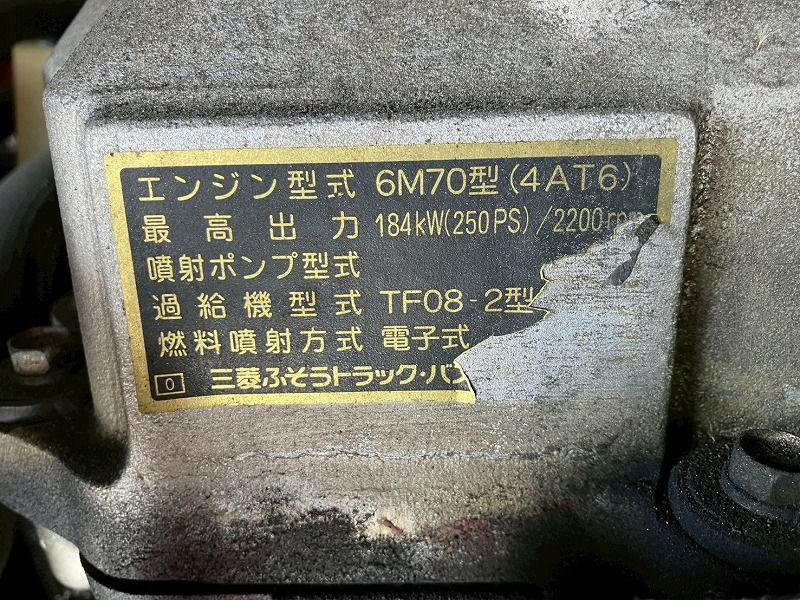 エンジン型式 6M70型(4AT6)
最高出力 184kW(250PS)/2200rpm
噴射ポンプ型式
過給機型式 TF08-2型
燃料噴射方式 電子式
0 三菱ふそうトラック・バス